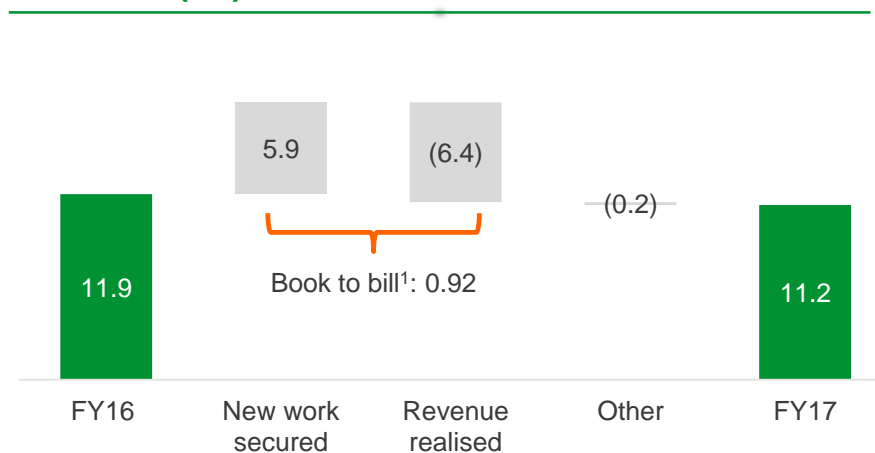 5.9
(6.4)
(0.2)
11.9
Book to bill¹: 0.92
11.2
FY16
New work
secured
Revenue
realised
Other
FY17